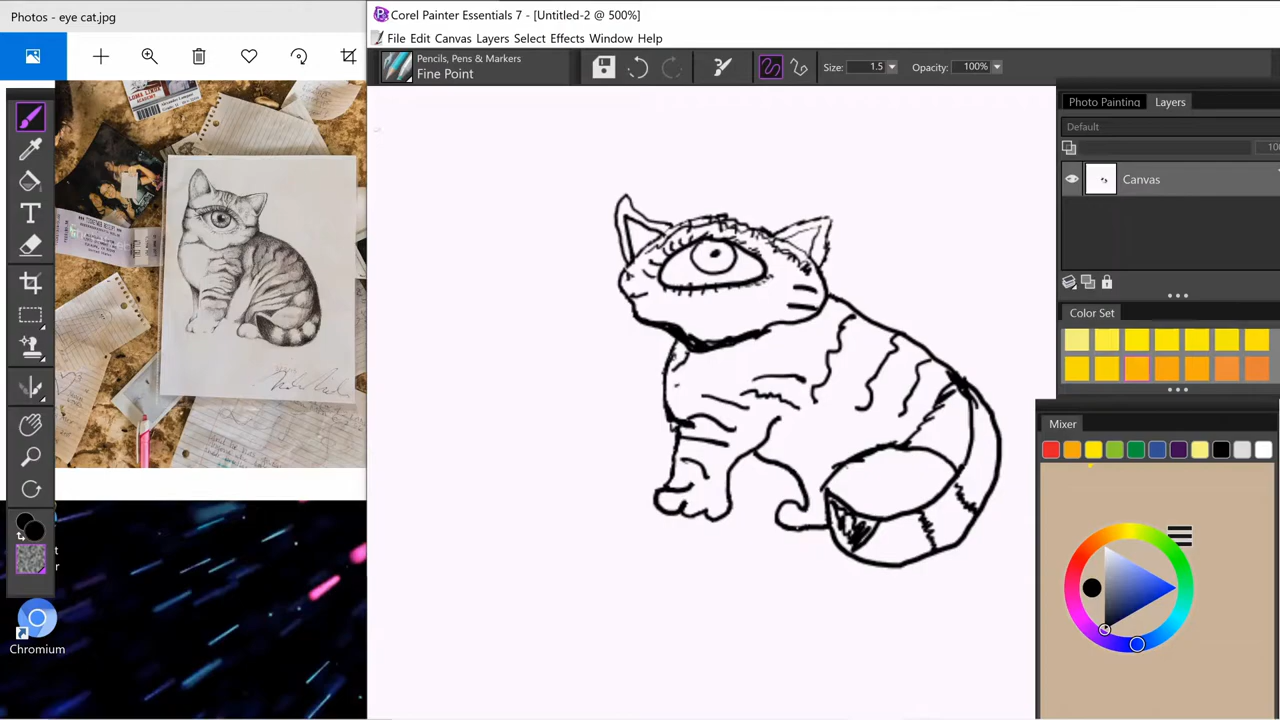 Photos - eye cat.jpg
Corel Painter Essentials 7 - [Untitled-2 @ 500%]
File Edit Canvas Layers Select Effects Window Help
Pencils, Pens & Markers
Fine Point
Size: 1.5
Opacity: 100%
Photo Painting
Layers
Default
Canvas
Color Set
Mixer
Chromium